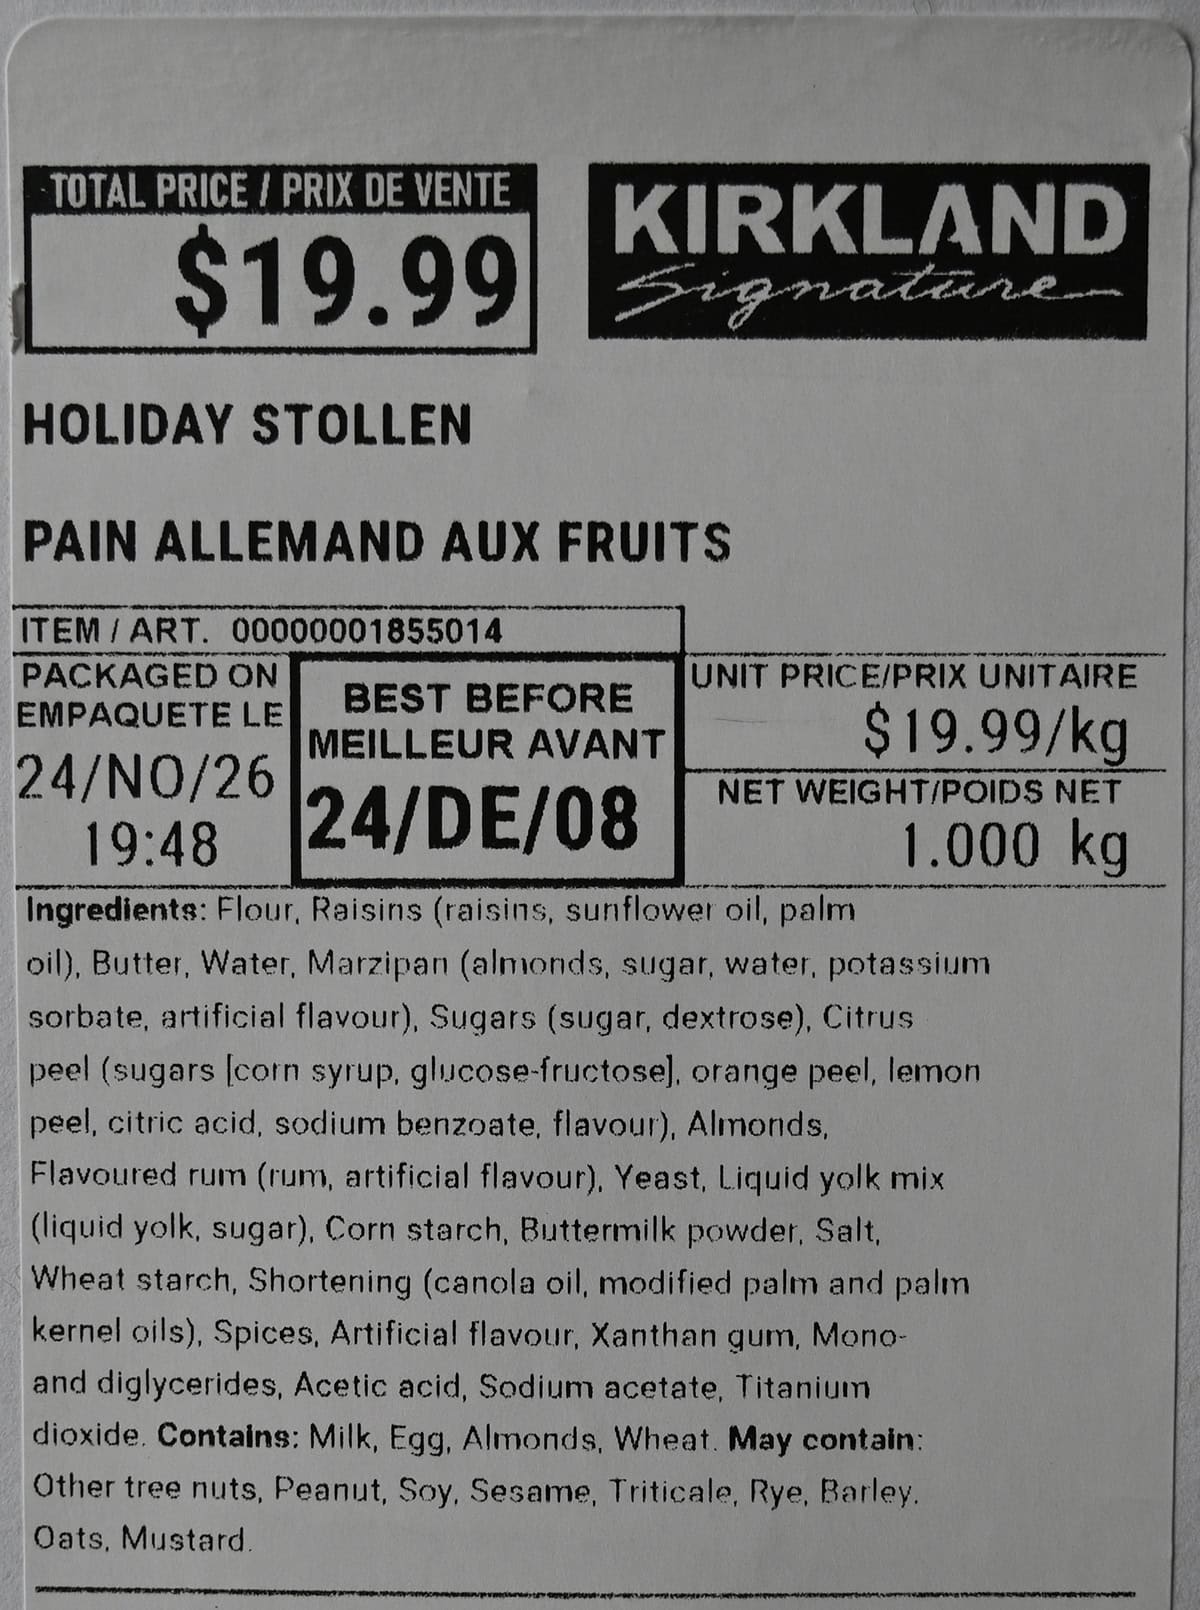 TOTAL PRICE / PRIX DE VENTE
$19.99
KIRKLAND
Signature
HOLIDAY STOLLEN
PAIN ALLEMAND AUX FRUITS
ITEM / ART. 00000001855014
PACKAGED ON
EMPAQUETE LE
24/NO/26
19:48
BEST BEFORE
MEILLEUR AVANT
24/DE/08
UNIT PRICE/PRIX UNITAIRE
$19.99/kg
NET WEIGHT/POIDS NET
1.000 kg
Ingredients: Flour, Raisins (raisins, sunflower oil, palm
oil), Butter, Water, Marzipan (almonds, sugar, water, potassium
sorbate, artificial flavour), Sugars (sugar, dextrose), Citrus
peel (sugars [corn syrup, glucose-fructose], orange peel, lemon
peel, citric acid, sodium benzoate, flavour), Almonds,
Flavoured rum (rum, artificial flavour), Yeast, Liquid yolk mix
(liquid yolk, sugar), Corn starch, Buttermilk powder, Salt,
Wheat starch, Shortening (canola oil, modified palm and palm
kernel oils), Spices, Artificial flavour, Xanthan gum, Mono-
and diglycerides, Acetic acid, Sodium acetate, Titanium
dioxide. Contains: Milk, Egg, Almonds, Wheat. May contain:
Other tree nuts, Peanut, Soy, Sesame, Triticale, Rye, Barley,
Oats, Mustard.